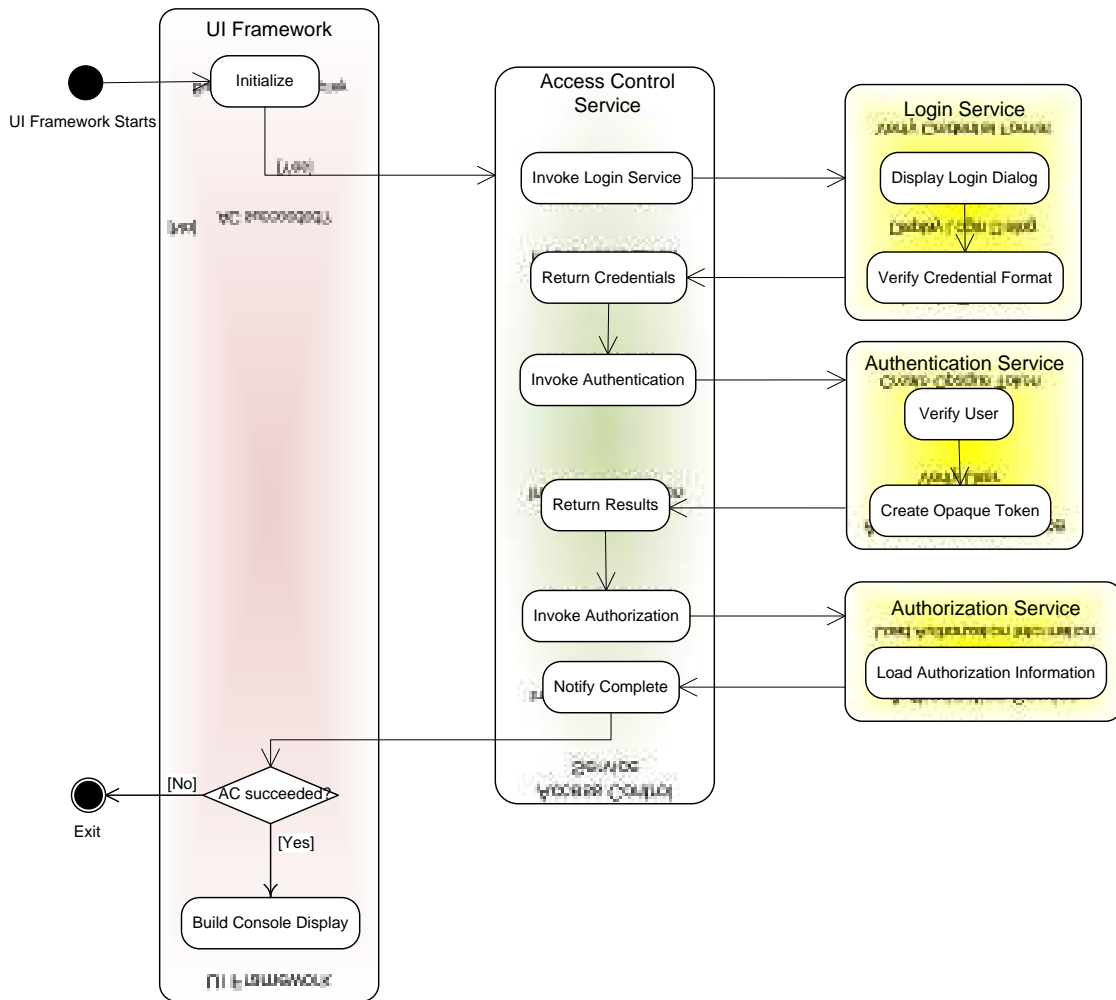 UI Framework
Initialize
UI Framework Starts
Access Control
Service
Login Service
Invoke Login Service
Display Login Dialog
Return Credentials
Verify Credential Format
Authentication Service
Invoke Authentication
Verify User
Return Results
Create Opaque Token
Authorization Service
Invoke Authorization
Load Authorization Information
Notify Complete
[No]
AC succeeded?
Exit
[Yes]
Build Console Display